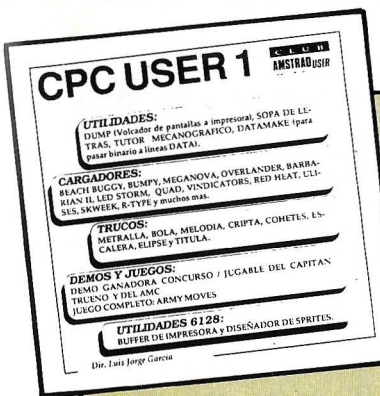 CPC USER 1
CLUB
AMSTRAD USER
UTILIDADES:
DUMP (Volcador de pantallas a impresora), SOPA DE LE-
TRAS, TUTOR MECANOGRAFICO, DATAMAKE (para
pasar binario a lineas DATA).
CARGADORES:
BEACH BUGGY, BUMPY, MEGANOVA, OVERLANDER, BARBA-
RIAN II, LED STORM, QUAD, VINDICATORS, RED HEAT, ULI-
SES, SKWEEK, R-TYPE y muchos mas.
TRUCOS:
METRALLA, BOLA, MELODIA, CRIPTA, COHETES, ES-
CALERA, ELIPSE y TITULA.
DEMOS Y JUEGOS:
DEMO GANADORA CONCURSO / JUGABLE DEL CAPITAN
TRUENO Y DEL AMC
JUEGO COMPLETO: ARMY MOVES
UTILIDADES 6128:
BUFFER DE IMPRESORA y DISEÑADOR DE SPRITES.
Dir. Luis Jorge Garcia